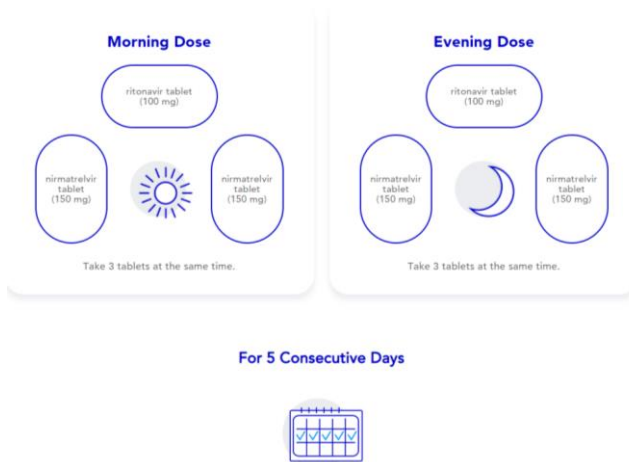 Morning Dose
ritonavir tablet
(100 mg)
nirmatrelvir
tablet
(150 mg)
nirmatrelvir
tablet
(150 mg)
Take 3 tablets at the same time.
Evening Dose
ritonavir tablet
(100 mg)
nirmatrelvir
tablet
(150 mg)
nirmatrelvir
tablet
(150 mg)
Take 3 tablets at the same time.
For 5 Consecutive Days